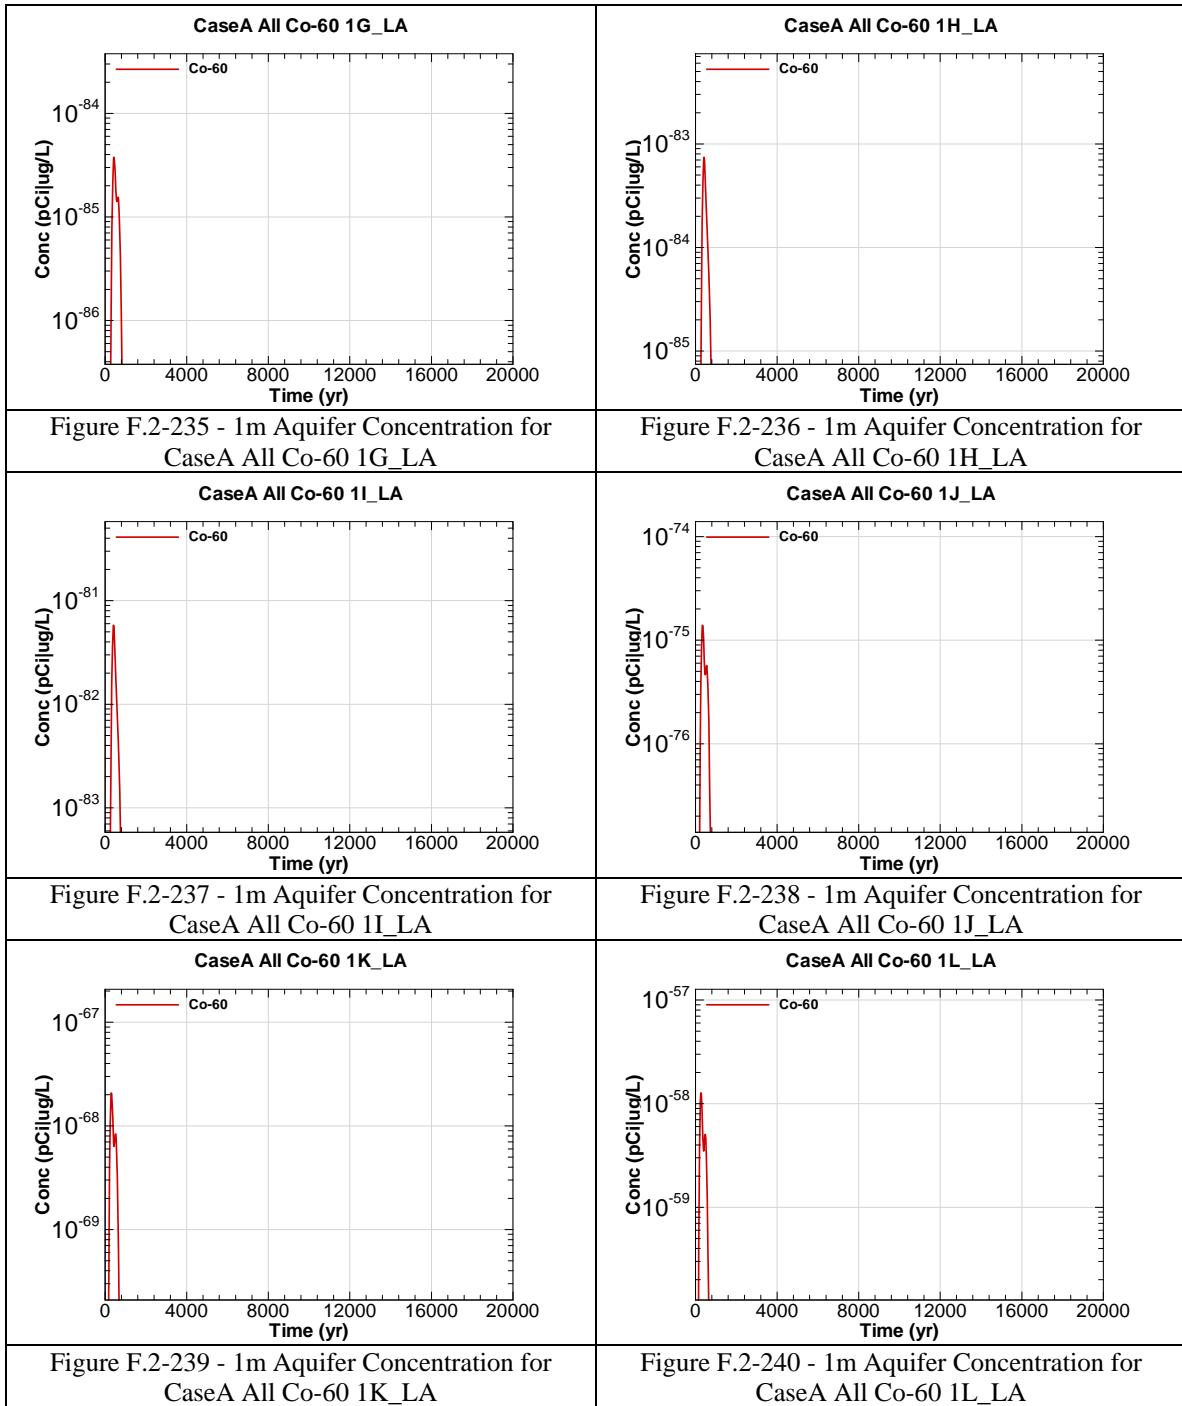 CaseA All Co-60 1G_LA
Co-60
Conc (pCi|ug/L)
10-84
10-85
10-86
0 4000 8000 12000 16000 20000
Time (yr)
Figure F.2-235 - 1m Aquifer Concentration for
CaseA All Co-60 1G_LA
CaseA All Co-60 1H_LA
Co-60
Conc (pCi|ug/L)
10-83
10-84
10-85
0 4000 8000 12000 16000 20000
Time (yr)
Figure F.2-236 - 1m Aquifer Concentration for
CaseA All Co-60 1H_LA
CaseA All Co-60 1I_LA
Co-60
Conc (pCi|ug/L)
10-81
10-82
10-83
0 4000 8000 12000 16000 20000
Time (yr)
Figure F.2-237 - 1m Aquifer Concentration for
CaseA All Co-60 1I_LA
CaseA All Co-60 1J_LA
Co-60
Conc (pCi|ug/L)
10-74
10-75
10-76
0 4000 8000 12000 16000 20000
Time (yr)
Figure F.2-238 - 1m Aquifer Concentration for
CaseA All Co-60 1J_LA
CaseA All Co-60 1K_LA
Co-60
Conc (pCi|ug/L)
10-67
10-68
10-69
0 4000 8000 12000 16000 20000
Time (yr)
Figure F.2-239 - 1m Aquifer Concentration for
CaseA All Co-60 1K_LA
CaseA All Co-60 1L_LA
Co-60
Conc (pCi|ug/L)
10-57
10-58
10-59
0 4000 8000 12000 16000 20000
Time (yr)
Figure F.2-240 - 1m Aquifer Concentration for
CaseA All Co-60 1L_LA